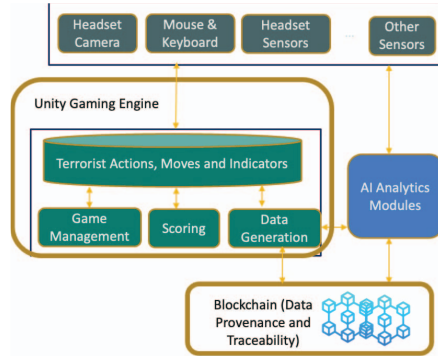 Headset
Camera
Mouse &
Keyboard
Headset
Sensors
...
Other
Sensors
Unity Gaming Engine
Terrorist Actions, Moves and Indicators
Game
Management
Scoring
Data
Generation
AI Analytics
Modules
Blockchain (Data
Provenance and
Traceability)